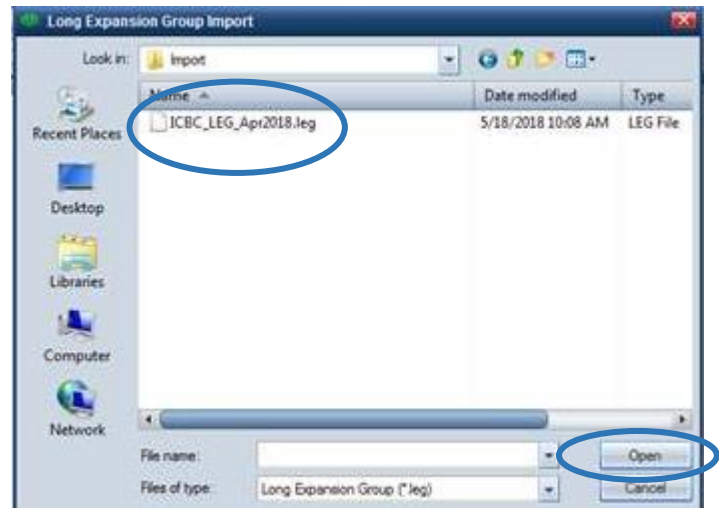 Long Expansion Group Import
Look in: Import
Name Date modified Type
ICBC_LEG_Apr2018.leg 5/18/2018 10:08 AM LEG File
Recent Places
Desktop
Libraries
Computer
Network
File name: Open
Files of type: Long Expansion Group (*.leg) Cancel